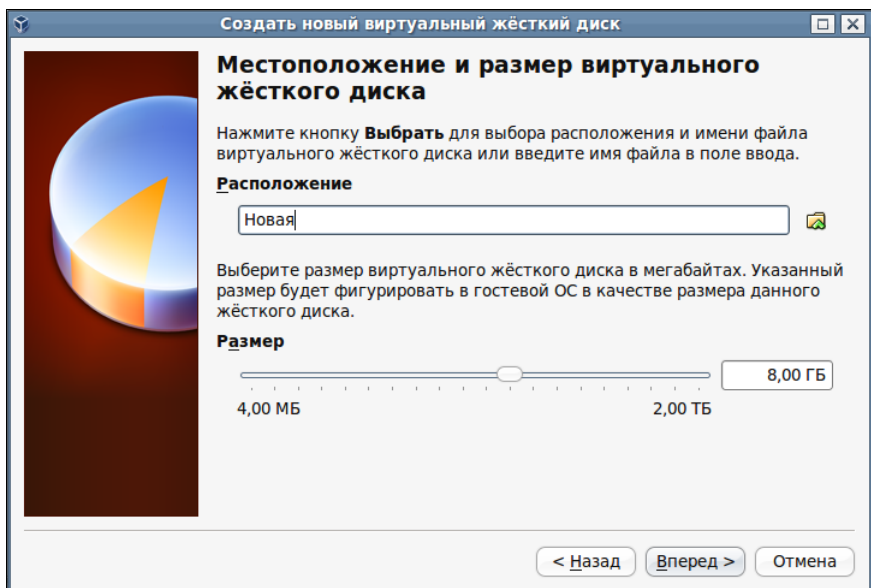 Создать новый виртуальный жёсткий диск
Местоположение и размер виртуального
жёсткого диска
Нажмите кнопку Выбрать для выбора расположения и имени файла
виртуального жёсткого диска или введите имя файла в поле ввода.
Расположение
Новая
Выберите размер виртуального жёсткого диска в мегабайтах. Указанный
размер будет фигурировать в гостевой ОС в качестве размера данного
жёсткого диска.
Размер
8,00 ГБ
4,00 МБ 2,00 ТБ
< Назад Вперед > Отмена